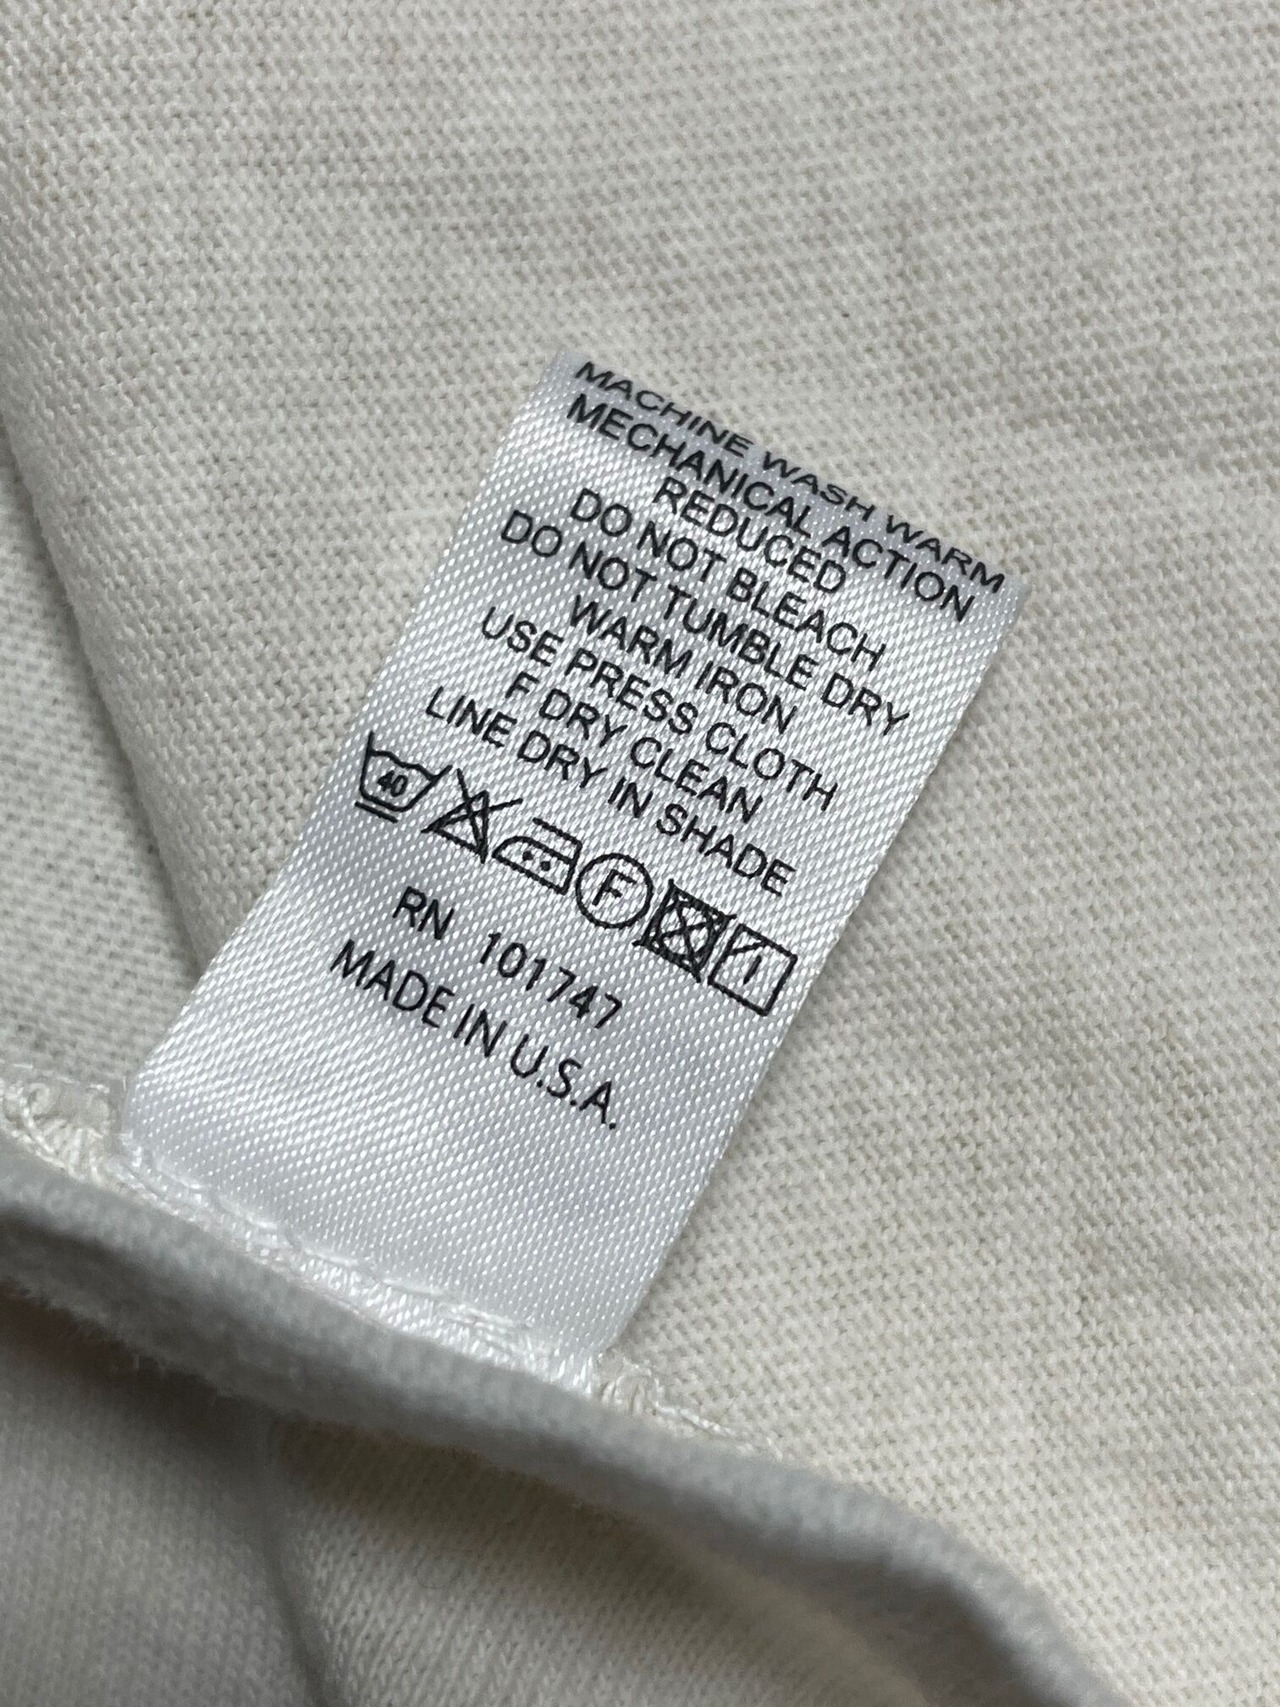 MACHINE WASH WARM
MECHANICAL ACTION
REDUCED
DO NOT BLEACH
DO NOT TUMBLE DRY
WARM IRON
USE PRESS CLOTH
F DRY CLEAN
LINE DRY IN SHADE
40 F
RN 101747
MADE IN U.S.A.